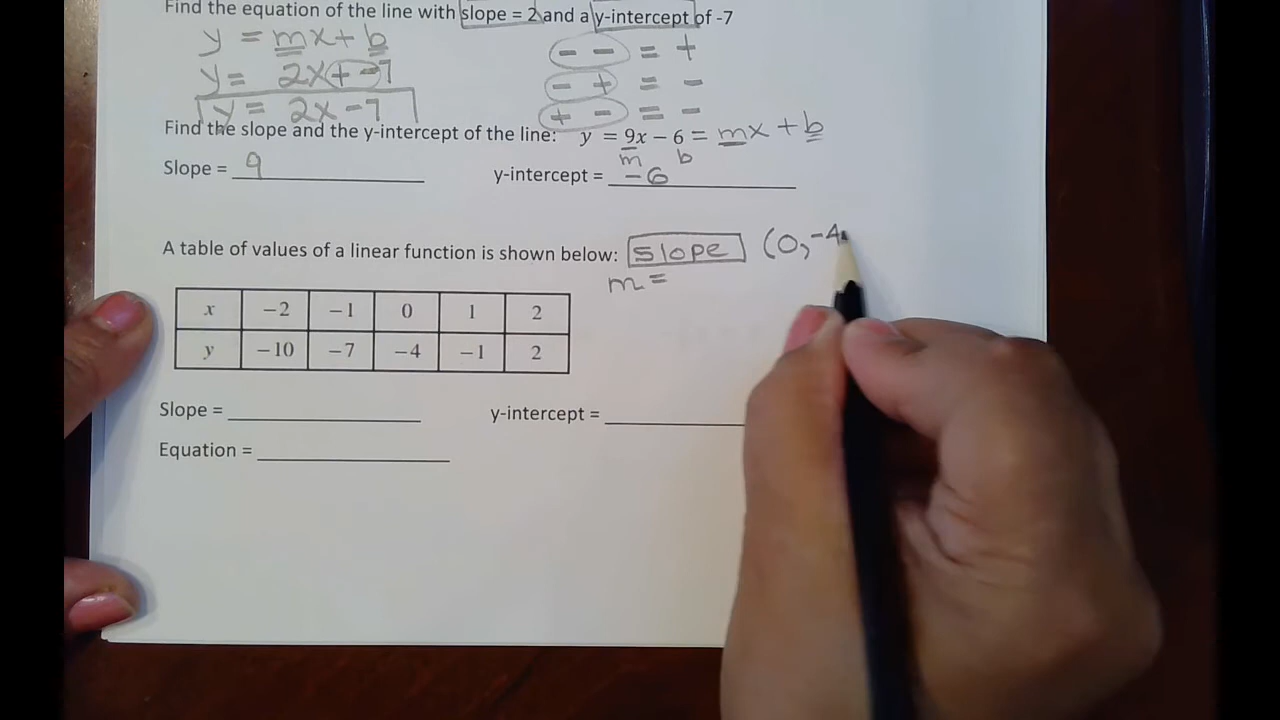 Find the equation of the line with slope = 2 and a y-intercept of -7
y = mx + b
- - = +
y = 2x + -7
- + = -
y = 2x - 7
+ - = -
Find the slope and the y-intercept of the line: y = 9x − 6 = mx + b
m b
Slope = 9 y-intercept = -6
A table of values of a linear function is shown below: slope (0, -4
m =
x −2 −1 0 1 2
y −10 −7 −4 −1 2
Slope = y-intercept =
Equation =